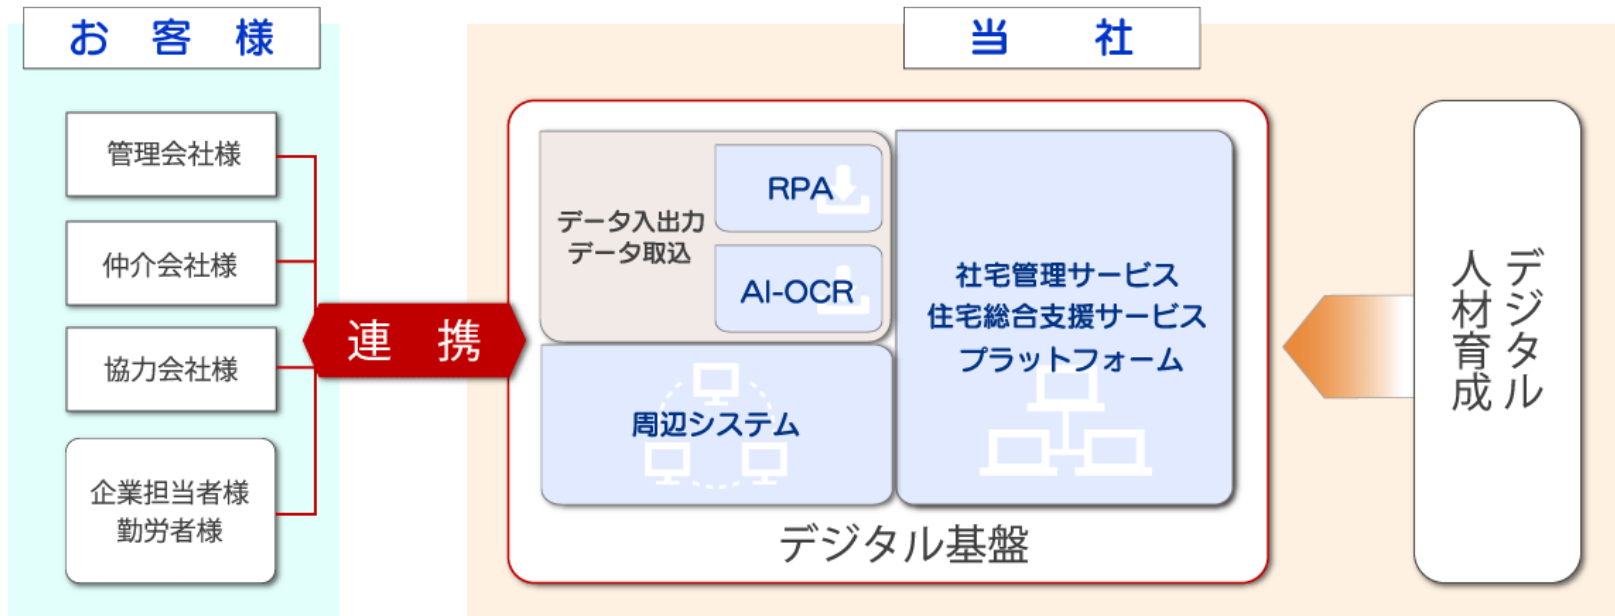 お客様
管理会社様
仲介会社様
協力会社様
企業担当者様
勤労者様
連携
当社
データ入出力
データ取込
RPA
AI-OCR
周辺システム
社宅管理サービス
住宅総合支援サービス
プラットフォーム
デジタル基盤
デジタル
人材育成